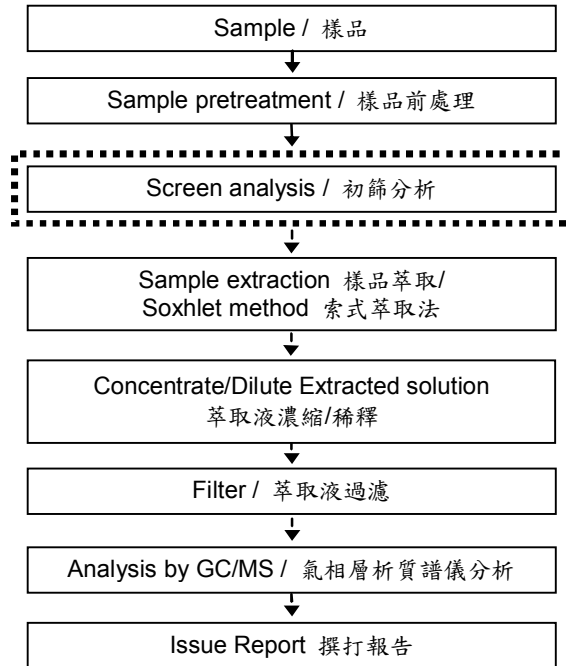 Sample / 樣品
Sample pretreatment / 樣品前處理
Screen analysis / 初篩分析
Sample extraction 樣品萃取/
Soxhlet method 索式萃取法
Concentrate/Dilute Extracted solution
萃取液濃縮/稀釋
Filter / 萃取液過濾
Analysis by GC/MS / 氣相層析質譜儀分析
Issue Report 撰打報告